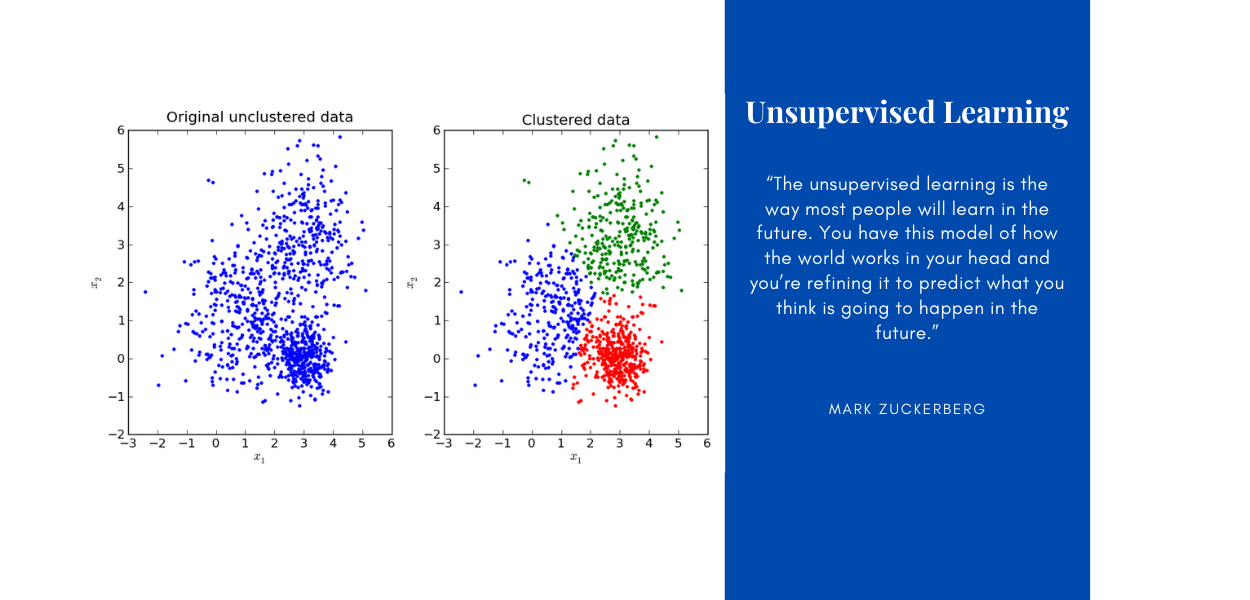 Original unclustered data
6
5
4
3
2
1
0
−1
−2
−3 −2 −1 0 1 2 3 4 5 6
x₂
x₁
Clustered data
6
5
4
3
2
1
0
−1
−2
−3 −2 −1 0 1 2 3 4 5 6
x₂
x₁
Unsupervised Learning
“The unsupervised learning is the
way most people will learn in the
future. You have this model of how
the world works in your head and
you’re refining it to predict what you
think is going to happen in the
future.”
MARK ZUCKERBERG